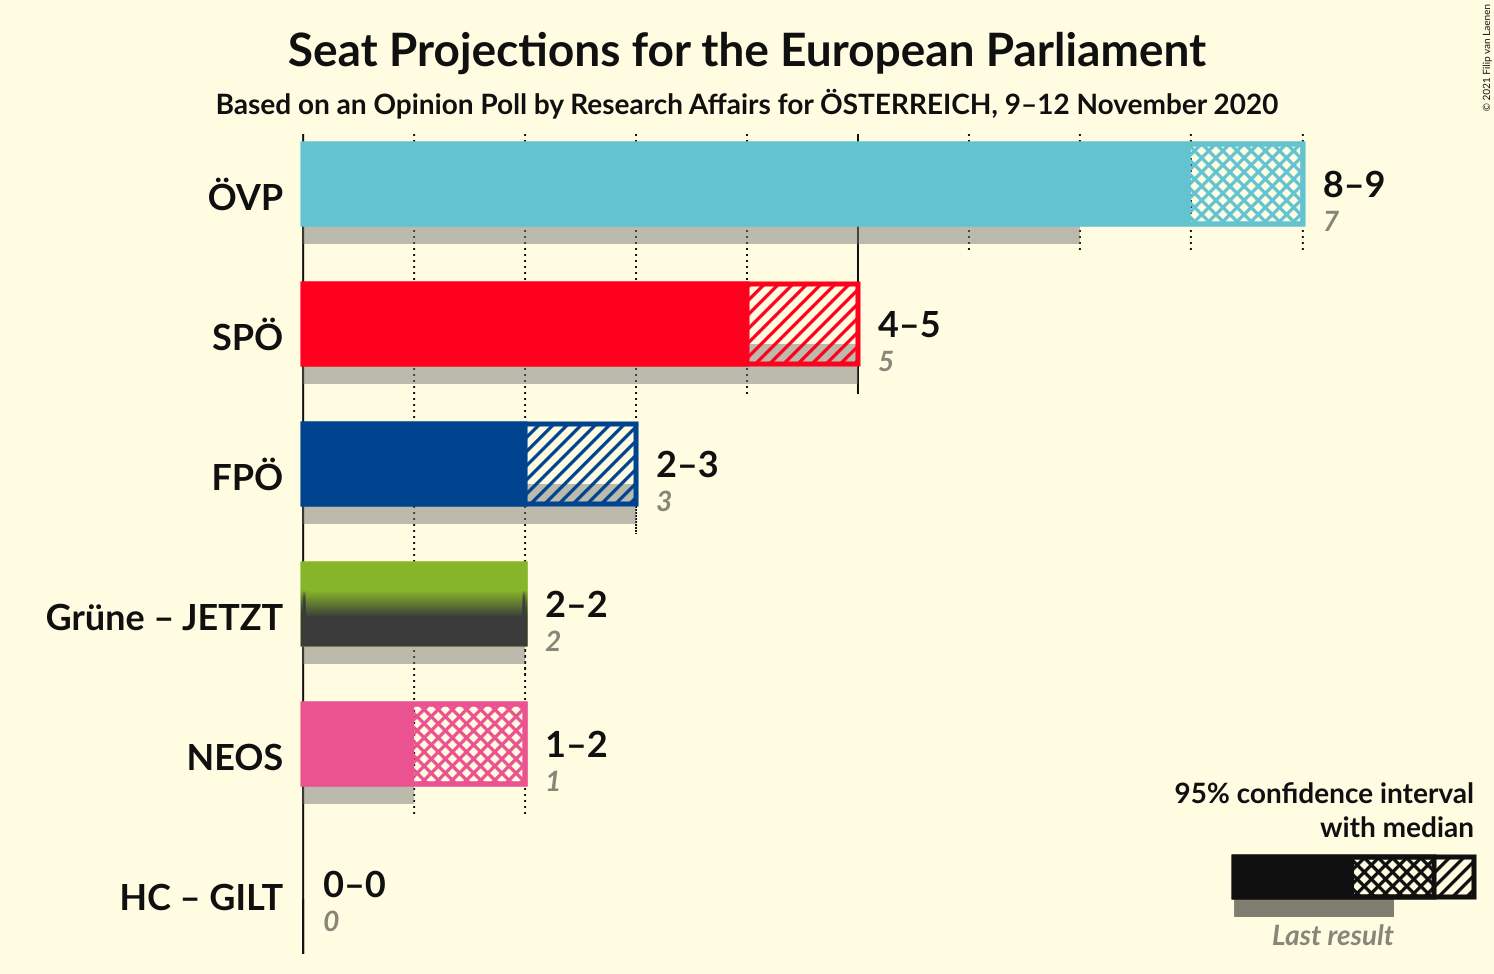 Seat Projections for the European Parliament
Based on an Opinion Poll by Research Affairs for ÖSTERREICH, 9–12 November 2020
© 2021 Filip van Laenen
ÖVP
8–9
7
SPÖ
4–5
5
FPÖ
2–3
3
Grüne – JETZT
2–2
2
NEOS
1–2
1
HC – GILT
0–0
0
95% confidence interval
with median
Last result